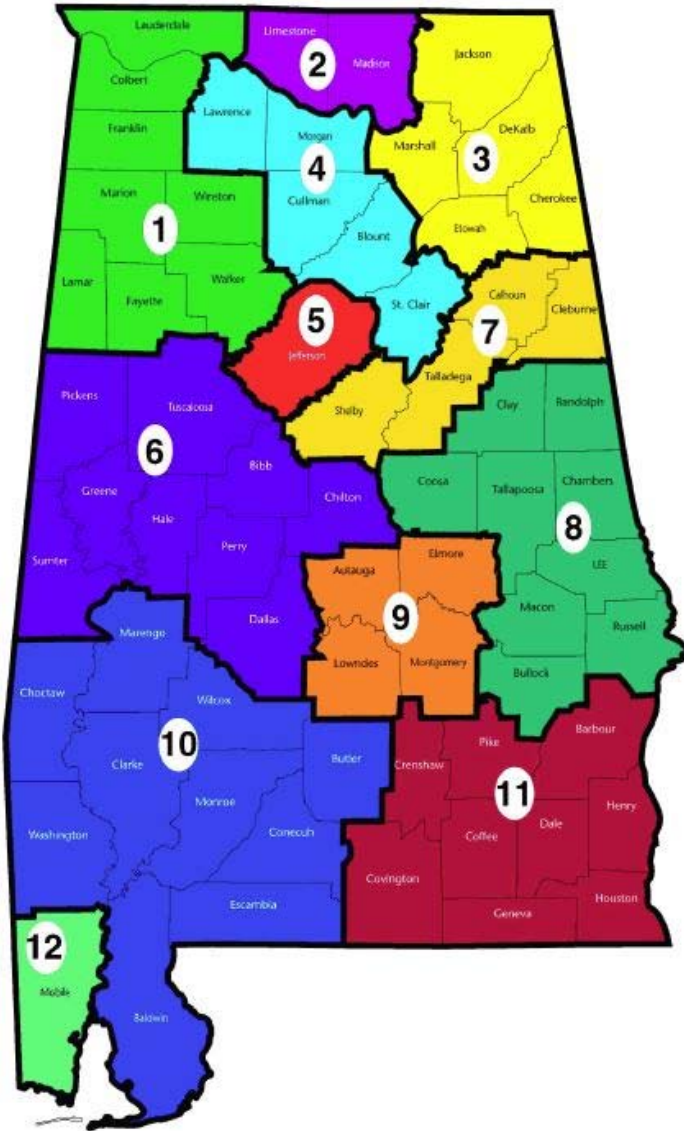 Lauderdale
Limestone
2
Madison
Jackson
Colbert
Lawrence
Franklin
Morgan
Marshall
DeKalb
3
4
Marion
Winston
Cullman
Cherokee
1
Etowah
Blount
Lamar
Walker
Fayette
St. Clair
Calhoun
Cleburne
5
7
Jefferson
Talladega
Pickens
Tuscaloosa
Shelby
Clay
Randolph
6
Bibb
Greene
Chilton
Coosa
Tallapoosa
Chambers
Hale
8
Perry
Elmore
Sumter
Autauga
LEE
Dallas
9
Macon
Russell
Marengo
Lowndes
Montgomery
Bullock
Choctaw
Wilcox
10
Pike
Barbour
Clarke
Butler
Crenshaw
11
Monroe
Henry
Washington
Conecuh
Coffee
Dale
Covington
Escambia
Geneva
Houston
12
Mobile
Baldwin